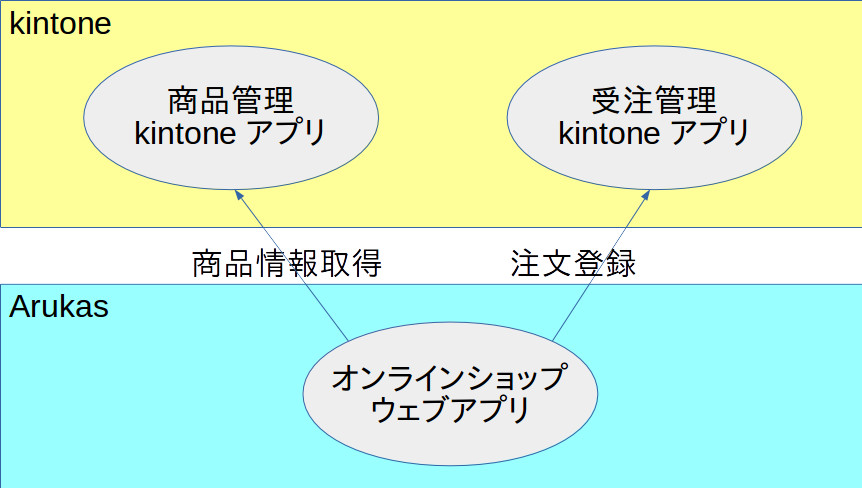 kintone
商品管理
kintone アプリ
受注管理
kintone アプリ
商品情報取得
注文登録
Arukas
オンラインショップ
ウェブアプリ